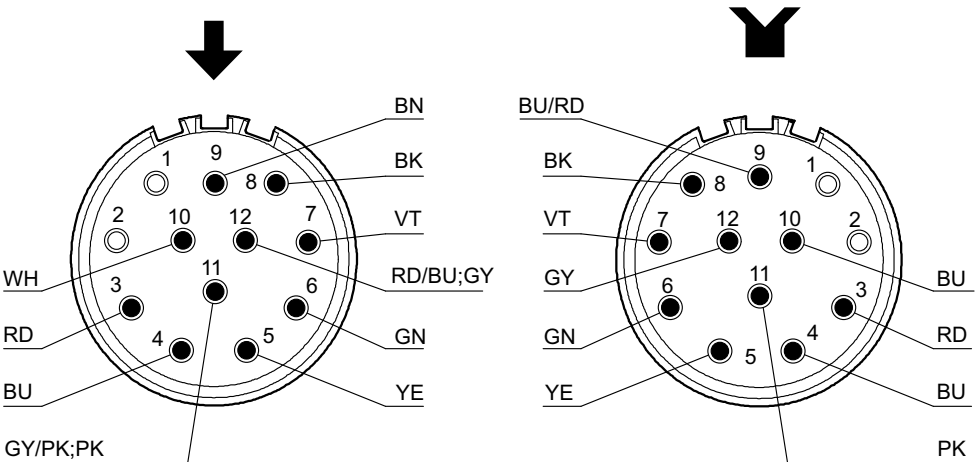 BN
1
9
8
BK
2
10
12
7
VT
WH
11
RD/BU;GY
3
6
RD
GN
4
5
BU
YE
GY/PK;PK
BU/RD
9
1
BK
8
VT
7
12
10
2
GY
11
BU
6
3
GN
RD
5
4
YE
BU
PK